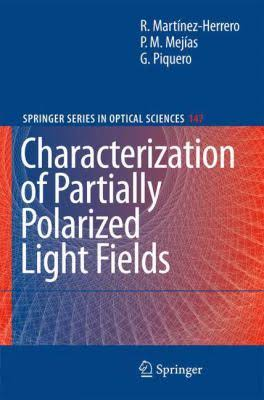 R. Martínez-Herrero
P. M. Mejías
G. Piquero
SPRINGER SERIES IN OPTICAL SCIENCES 147
Characterization
of Partially
Polarized
Light Fields
Springer